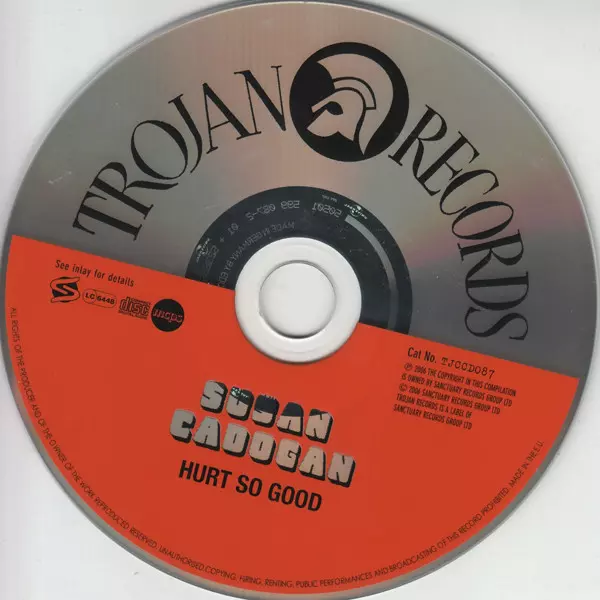 TROJAN RECORDS
See inlay for details
LC 6448
disc
mcps
Cat No. TJCCD087
℗ 2006 THE COPYRIGHT IN THIS COMPILATION
IS OWNED BY SANCTUARY RECORDS GROUP LTD
© 2006 SANCTUARY RECORDS GROUP LTD
TROJAN RECORDS IS A LABEL OF
SANCTUARY RECORDS GROUP LTD
SUSAN
CADOGAN
HURT SO GOOD
ALL RIGHTS OF THE PRODUCER AND OF THE OWNER OF THE WORK REPRODUCED RESERVED. UNAUTHORISED COPYING, HIRING, RENTING, PUBLIC PERFORMANCES AND BROADCASTING OF THIS RECORD PROHIBITED. MADE IN THE E.U.